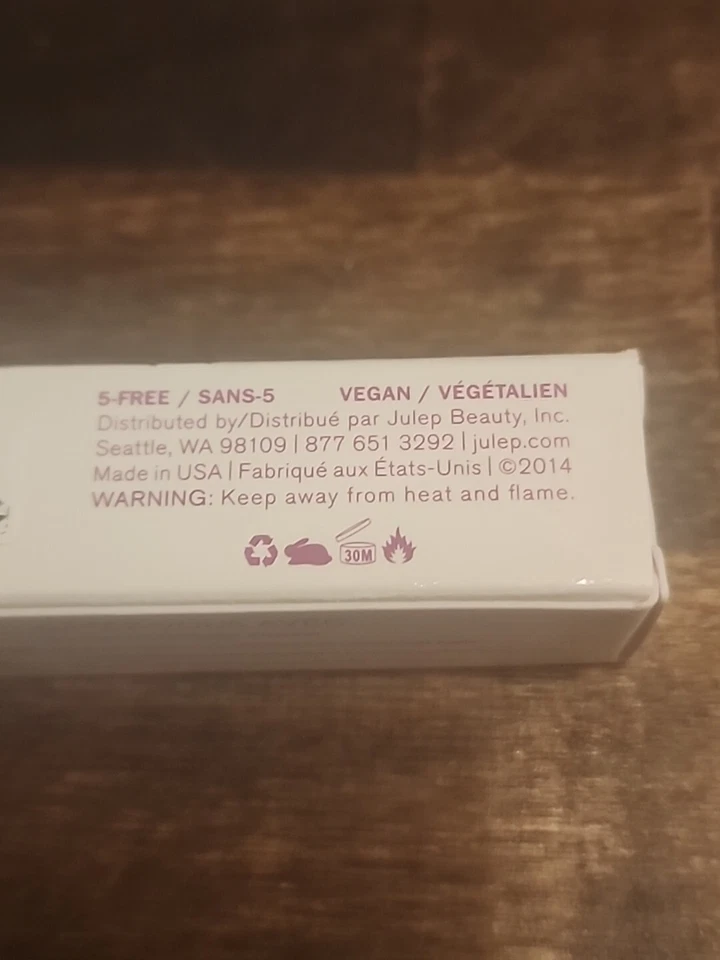 5-FREE / SANS-5 VEGAN / VÉGÉTALIEN
Distributed by/Distribué par Julep Beauty, Inc.
Seattle, WA 98109 | 877 651 3292 | julep.com
Made in USA | Fabriqué aux États-Unis | ©2014
WARNING: Keep away from heat and flame.
30M